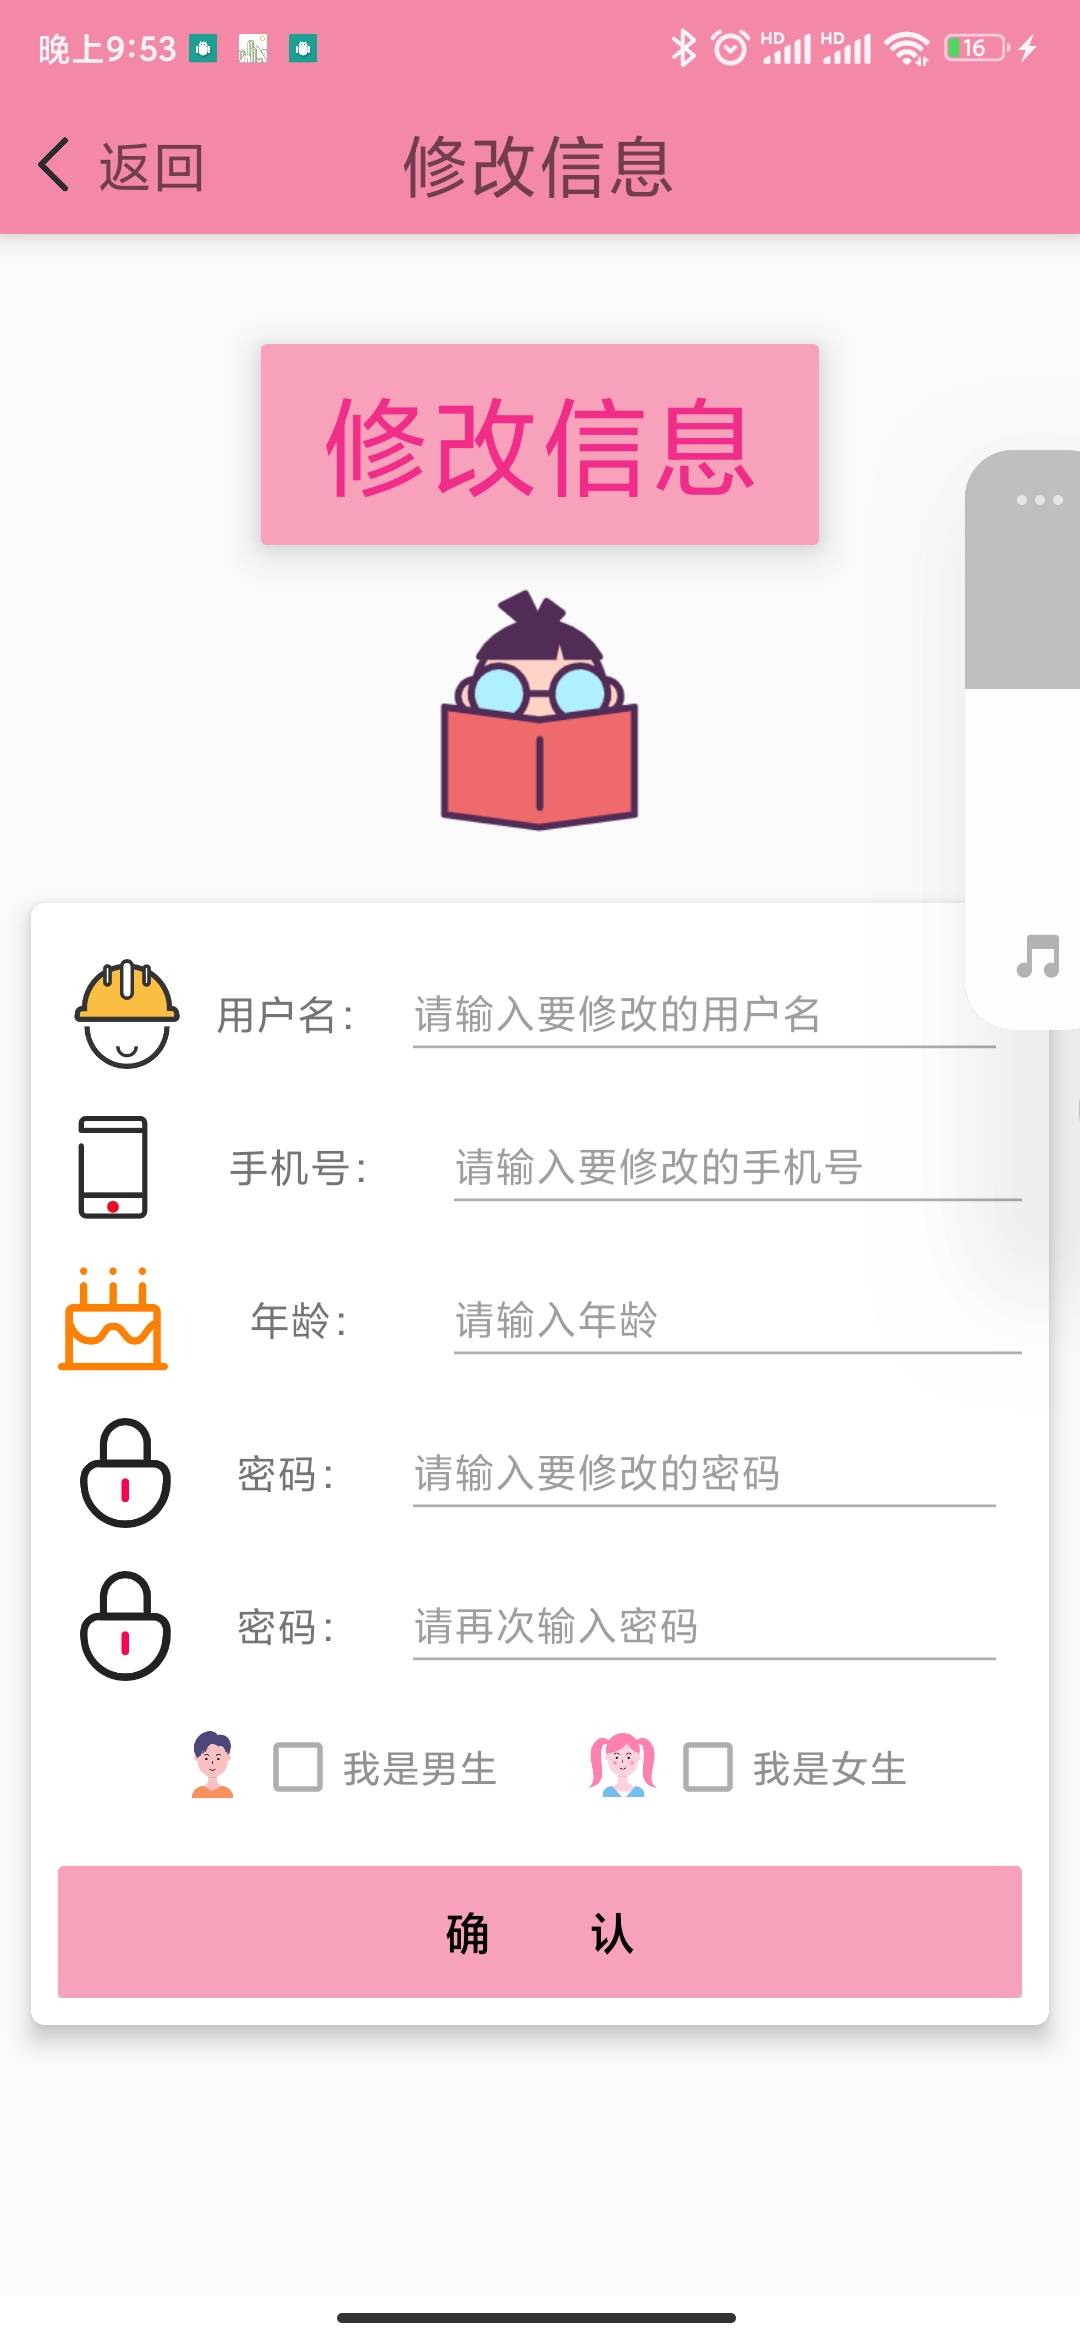 晚上9:53 HD HD 16
返回 修改信息
修改信息
用户名: 请输入要修改的用户名
手机号: 请输入要修改的手机号
年龄: 请输入年龄
密码: 请输入要修改的密码
密码: 请再次输入密码
我是男生 我是女生
确 认